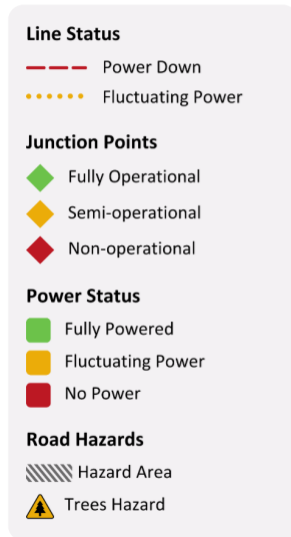 Line Status
Power Down
Fluctuating Power
Junction Points
Fully Operational
Semi-operational
Non-operational
Power Status
Fully Powered
Fluctuating Power
No Power
Road Hazards
Hazard Area
Trees Hazard